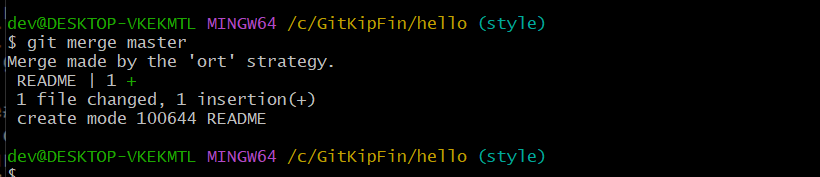 dev@DESKTOP-VKEKMTL MINGW64 /c/GitKipFin/hello (style)
$ git merge master
Merge made by the 'ort' strategy.
 README | 1 +
 1 file changed, 1 insertion(+)
 create mode 100644 README
dev@DESKTOP-VKEKMTL MINGW64 /c/GitKipFin/hello (style)
$